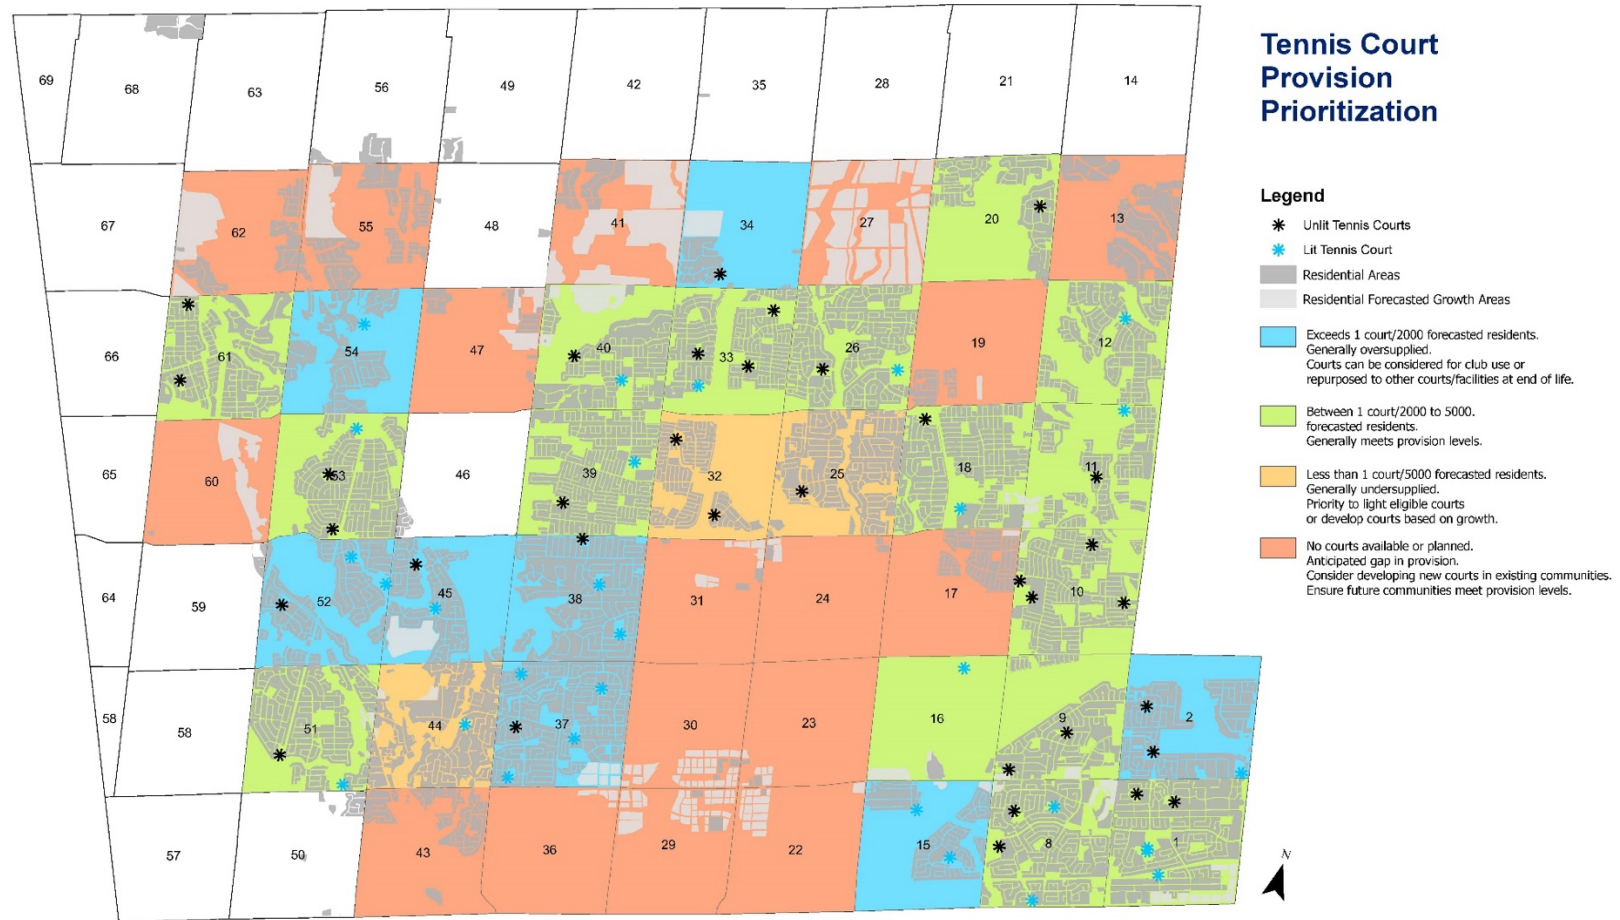 Tennis Court
Provision
Prioritization
Legend
Unlit Tennis Courts
Lit Tennis Court
Residential Areas
Residential Forecasted Growth Areas
Exceeds 1 court/2000 forecasted residents.
Generally oversupplied.
Courts can be considered for club use or
repurposed to other courts/facilities at end of life.
Between 1 court/2000 to 5000.
forecasted residents.
Generally meets provision levels.
Less than 1 court/5000 forecasted residents.
Generally undersupplied.
Priority to light eligible courts
or develop courts based on growth.
No courts available or planned.
Anticipated gap in provision.
Consider developing new courts in existing communities.
Ensure future communities meet provision levels.
N
69 68 63 56 49 42 35 28 21 14
67 62 55 48 41 34 27 20 13
66 61 54 47 40 33 26 19 12
65 60 53 46 39 32 25 18 11
64 59 52 45 38 31 24 17 10
58 58 51 44 37 30 23 16 9 2
57 50 43 36 29 22 15 8 1